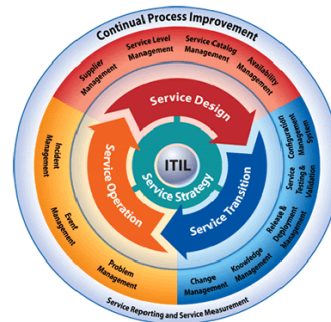 Continual Process Improvement
Supplier
Management
Service Level
Management
Service Catalog
Management
Availability
Management
Service Design
Service Configuration
System
Management
Service
Testing &
Validation
Release &
Deployment
Management
Knowledge
Management
Change
Management
Service Transition
ITIL
Service Strategy
Service Operation
Incident
Management
Event
Management
Problem
Management
Service Reporting and Service Measurement